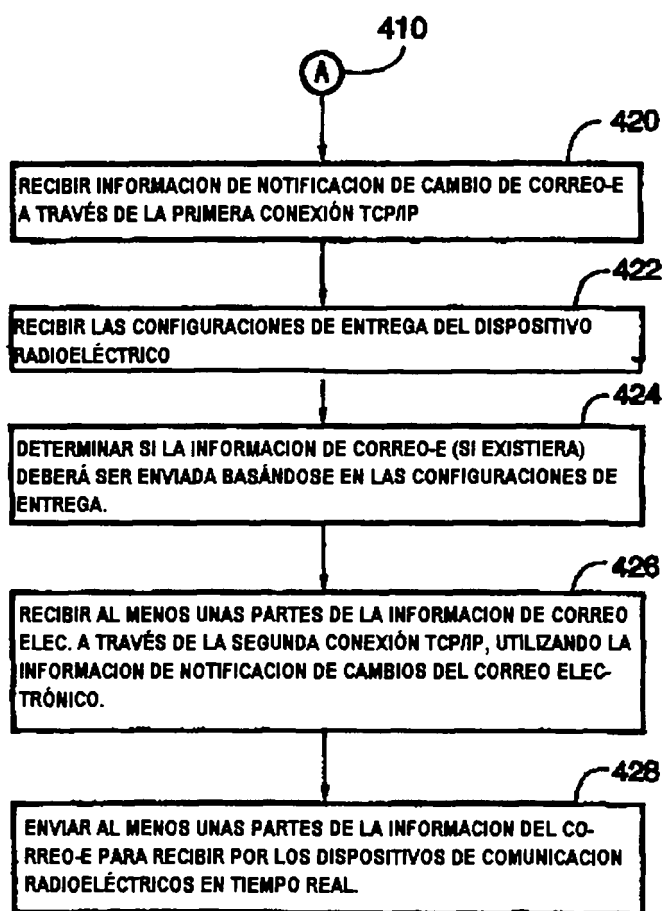 410
A
420
RECIBIR INFORMACION DE NOTIFICACION DE CAMBIO DE CORREO-E
A TRAVÉS DE LA PRIMERA CONEXIÓN TCP/IP
422
RECIBIR LAS CONFIGURACIONES DE ENTREGA DEL DISPOSITIVO
RADIOELÉCTRICO
424
DETERMINAR SI LA INFORMACION DE CORREO-E (SI EXISTIERA)
DEBERÁ SER ENVIADA BASÁNDOSE EN LAS CONFIGURACIONES DE
ENTREGA.
426
RECIBIR AL MENOS UNAS PARTES DE LA INFORMACION DE CORREO
ELEC. A TRAVÉS DE LA SEGUNDA CONEXIÓN TCP/IP, UTILIZANDO LA
INFORMACION DE NOTIFICACION DE CAMBIOS DEL CORREO ELEC-
TRÓNICO.
428
ENVIAR AL MENOS UNAS PARTES DE LA INFORMACION DEL CO-
RREO-E PARA RECIBIR POR LOS DISPOSITIVOS DE COMUNICACION
RADIOELÉCTRICOS EN TIEMPO REAL.